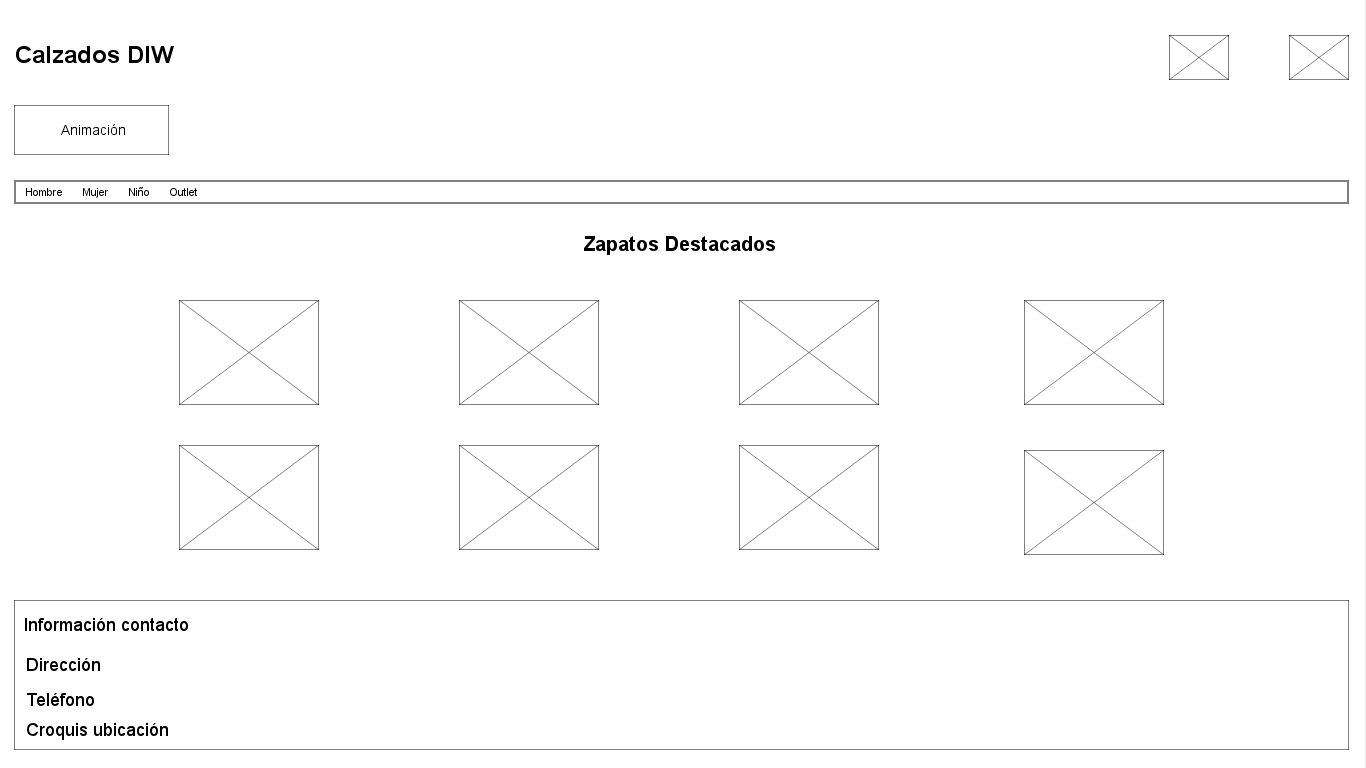 Calzados DIW
Animación
Hombre Mujer Niño Outlet
Zapatos Destacados
Información contacto
Dirección
Teléfono
Croquis ubicación